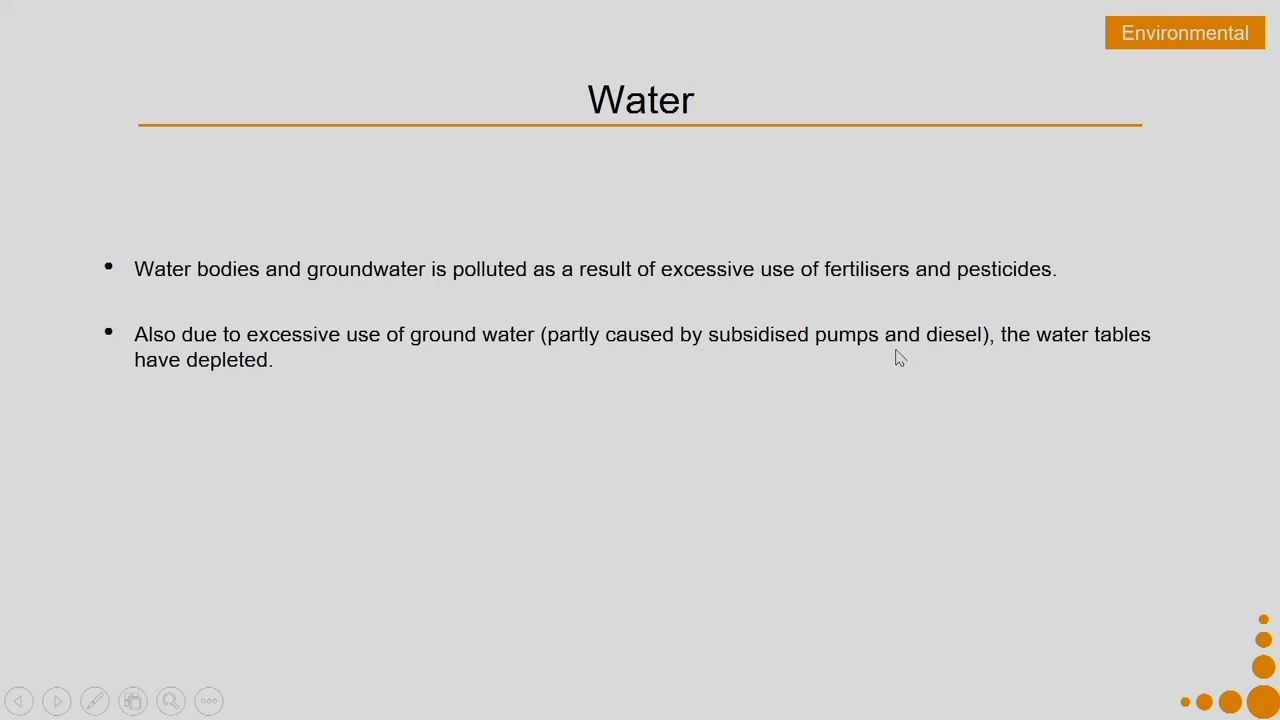 Environmental
Water
• Water bodies and groundwater is polluted as a result of excessive use of fertilisers and pesticides.
• Also due to excessive use of ground water (partly caused by subsidised pumps and diesel), the water tables
have depleted.